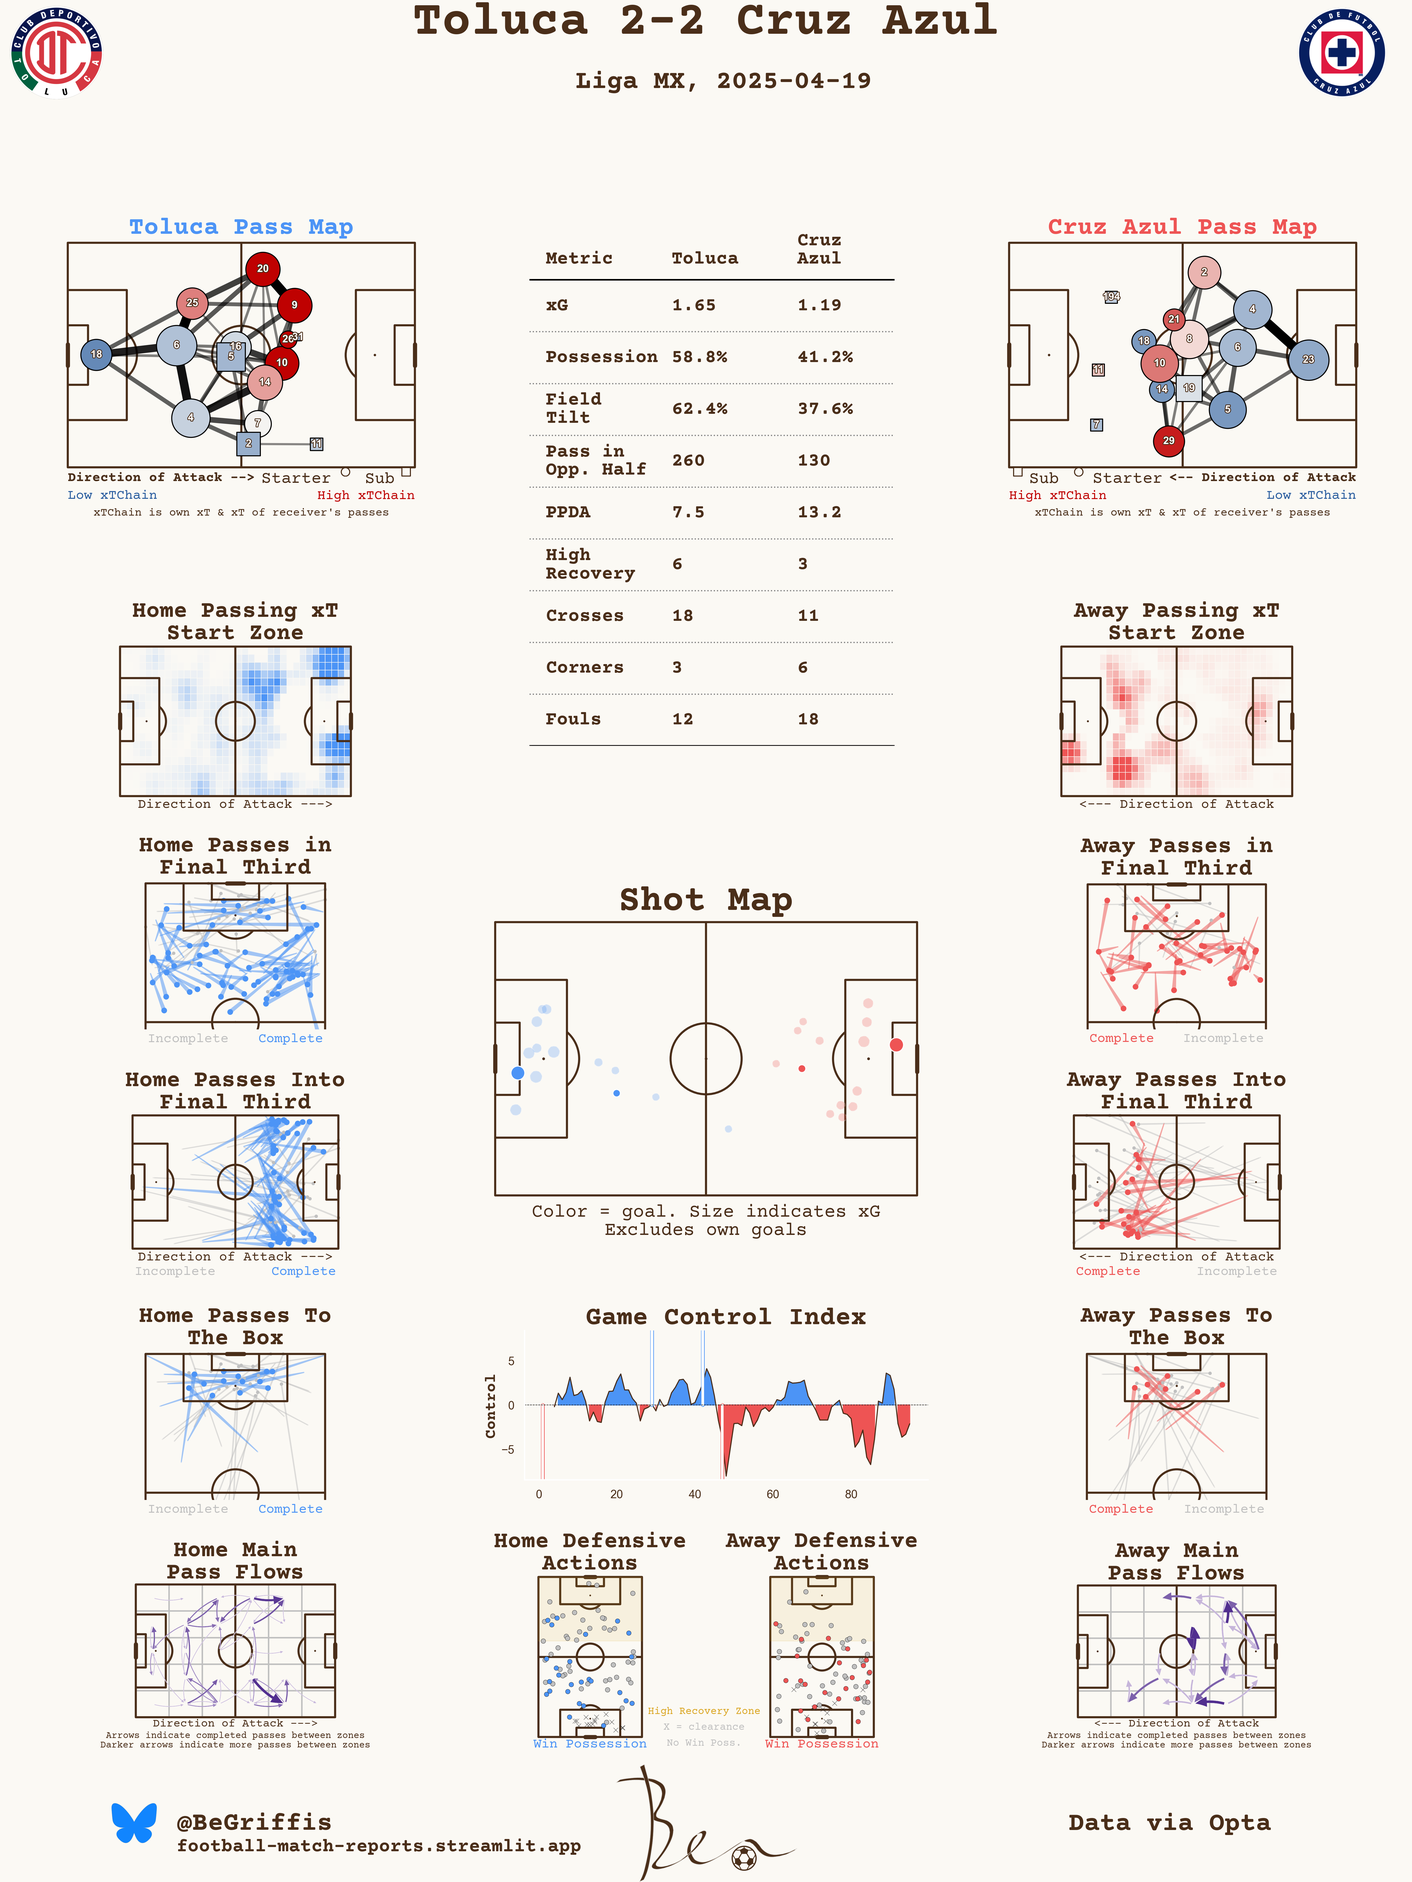 Toluca 2-2 Cruz Azul
Liga MX, 2025-04-19
CLUB DEPORTIVO
TOLUCA
CLUB DE FUTBOL
CRUZ AZUL
Toluca Pass Map
20
25
9
6
16
26
31
18
5
10
14
4
7
2
11
Direction of Attack --> Starter Sub
Low xTChain High xTChain
xTChain is own xT & xT of receiver's passes
Metric Toluca Cruz Azul
xG 1.65 1.19
Possession 58.8% 41.2%
Field Tilt 62.4% 37.6%
Pass in Opp. Half 260 130
PPDA 7.5 13.2
High Recovery 6 3
Crosses 18 11
Corners 3 6
Fouls 12 18
Cruz Azul Pass Map
2
4
21
18
8
6
10
23
11
14
19
5
7
29
Sub Starter <-- Direction of Attack
High xTChain Low xTChain
xTChain is own xT & xT of receiver's passes
Home Passing xT
Start Zone
Direction of Attack --->
Away Passing xT
Start Zone
<--- Direction of Attack
Home Passes in
Final Third
Incomplete Complete
Away Passes in
Final Third
Complete Incomplete
Shot Map
Color = goal. Size indicates xG
Excludes own goals
Home Passes Into
Final Third
Direction of Attack --->
Incomplete Complete
Away Passes Into
Final Third
<--- Direction of Attack
Complete Incomplete
Home Passes To
The Box
Incomplete Complete
Game Control Index
Control
5
0
−5
0 20 40 60 80
Away Passes To
The Box
Complete Incomplete
Home Main
Pass Flows
Direction of Attack --->
Arrows indicate completed passes between zones
Darker arrows indicate more passes between zones
Home Defensive
Actions
Win Possession
High Recovery Zone
X = clearance
No Win Poss.
Away Defensive
Actions
Win Possession
Away Main
Pass Flows
<--- Direction of Attack
Arrows indicate completed passes between zones
Darker arrows indicate more passes between zones
@BeGriffis
football-match-reports.streamlit.app
Ben
Data via Opta